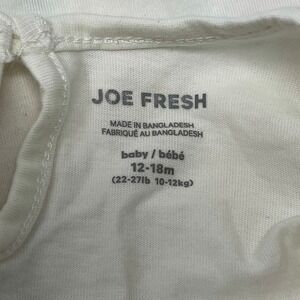 JOE FRESH
MADE IN BANGLADESH
FABRIQUÉ AU BANGLADESH
baby / bébé
12-18m
(22-27lb 10-12kg)